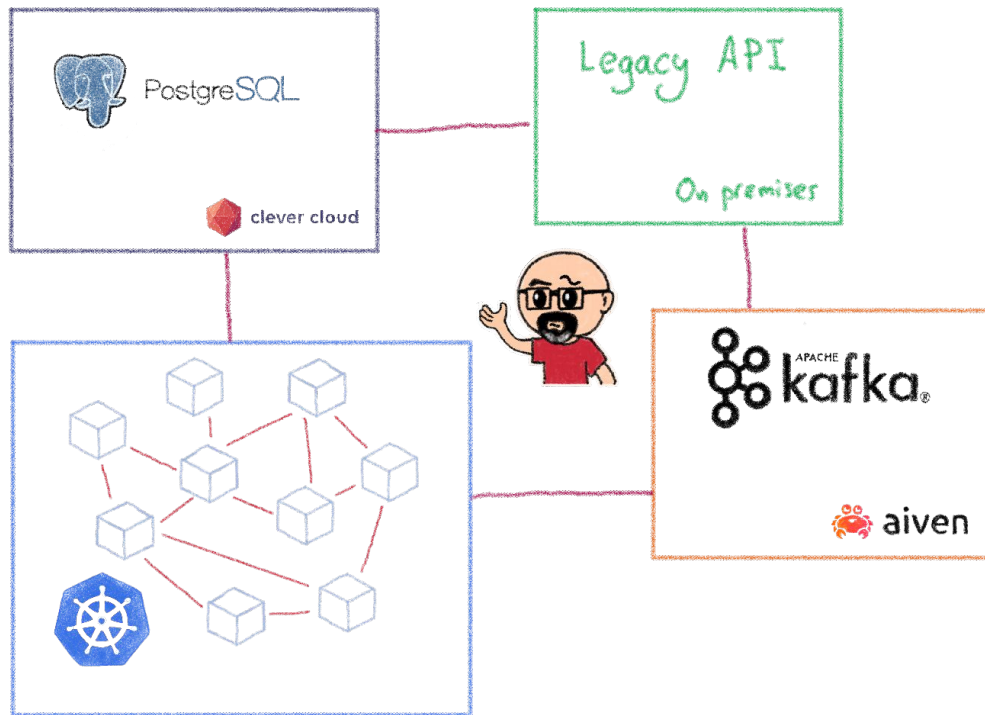 PostgreSQL
clever cloud
Legacy API
On premises
APACHE
kafka®
aiven